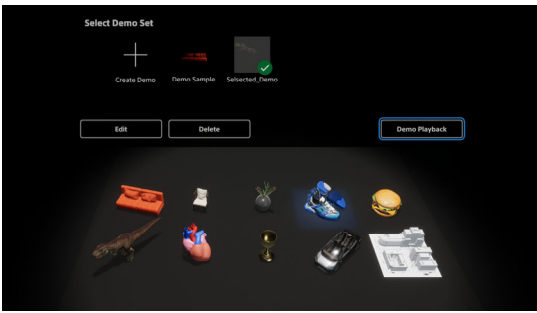 Select Demo Set
Create Demo
Demo Sample
Selsected_Demo
Edit
Delete
Demo Playback